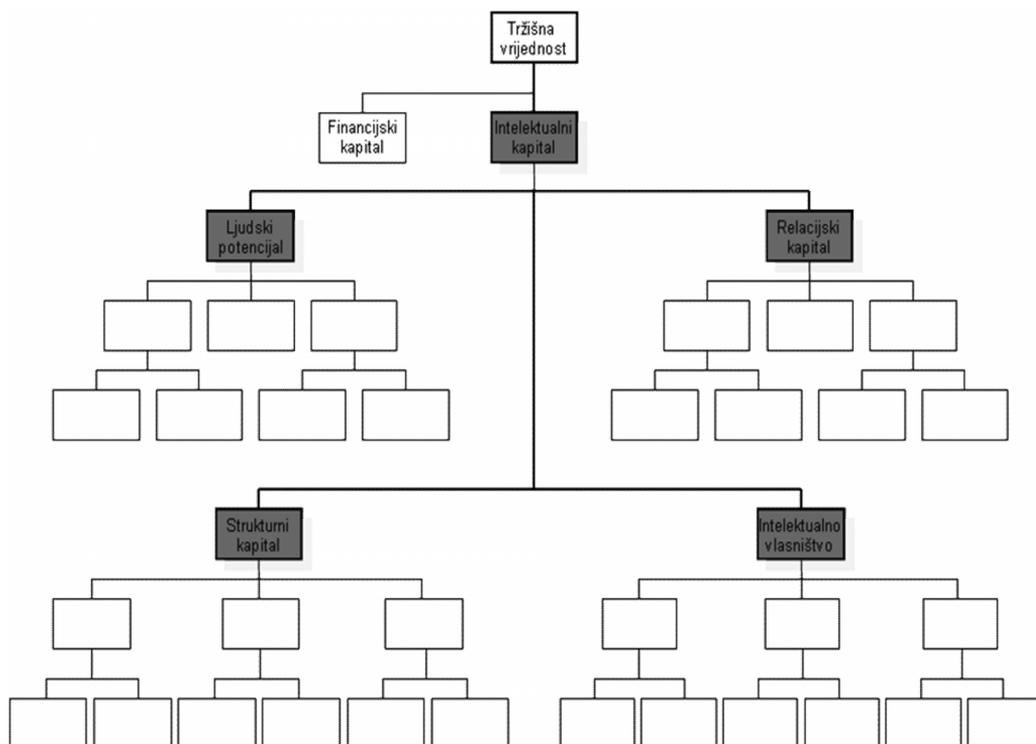 Tržišna
vrijednost
Financijski
kapital
Intelektualni
kapital
Ljudski
potencijal
Relacijski
kapital
Strukturni
kapital
Intelektualno
vlasništvo